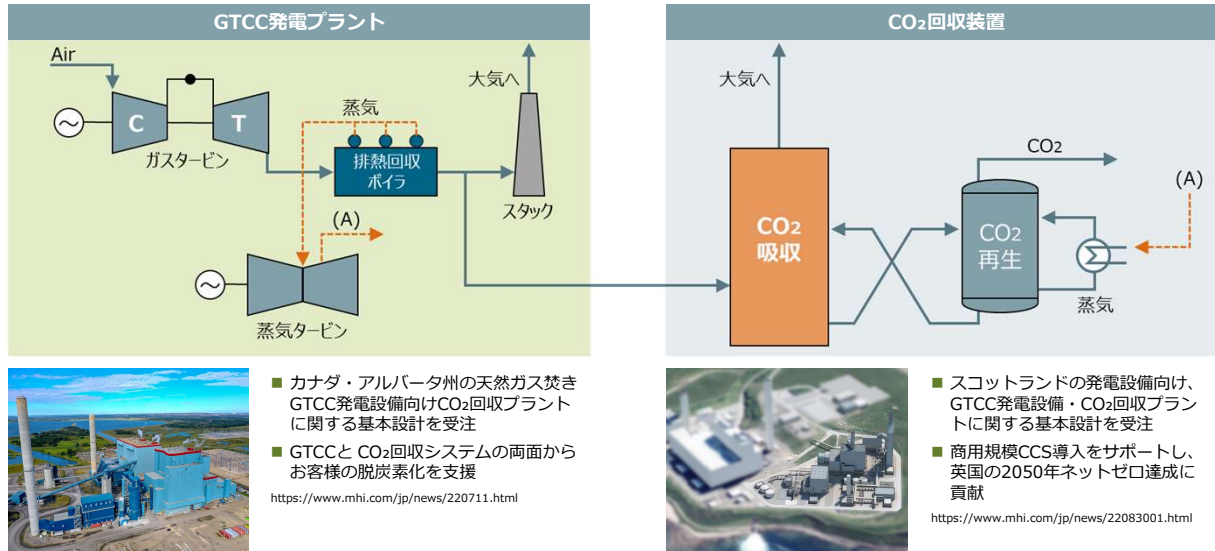 GTCC発電プラント
Air
C
T
ガスタービン
蒸気
排熱回収
ボイラ
大気へ
スタック
(A)
蒸気タービン
CO₂回収装置
大気へ
CO₂
吸収
CO₂
CO₂
再生
(A)
蒸気
■ カナダ・アルバータ州の天然ガス焚き
GTCC発電設備向けCO₂回収プラント
に関する基本設計を受注
■ GTCCと CO₂回収システムの両面から
お客様の脱炭素化を支援
https://www.mhi.com/jp/news/220711.html
■ スコットランドの発電設備向け、
GTCC発電設備・CO₂回収プラン
トに関する基本設計を受注
■ 商用規模CCS導入をサポートし、
英国の2050年ネットゼロ達成に
貢献
https://www.mhi.com/jp/news/22083001.html